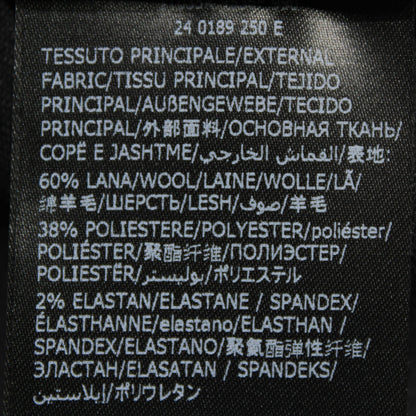 24 0189 250 E
TESSUTO PRINCIPALE/EXTERNAL
FABRIC/TISSU PRINCIPAL/TEJIDO
PRINCIPAL/AUßENGEWEBE/TECIDO
PRINCIPAL/外部面料/ОСНОВНАЯ ТКАНЬ/
COPË E JASHTME/القماش الخارجي/表地:
60% LANA/WOOL/LAINE/WOLLE/LÃ/
绵羊毛/ШЕРСТЬ/LESH/صوف/羊毛
38% POLIESTERE/POLYESTER/poliéster/
POLIÉSTER/聚酯纤维/ПОЛИЭСТЕР/
POLIESTËR/بوليستر/ポリエステル
2% ELASTAN/ELASTANE / SPANDEX/
ÉLASTHANNE/elastano/ELASTHAN /
SPANDEX/ELASTANO/聚氨酯弹性纤维/
ЭЛАСТАН/ELASATAN / SPANDEKS/
إيلاستين/ポリウレタン